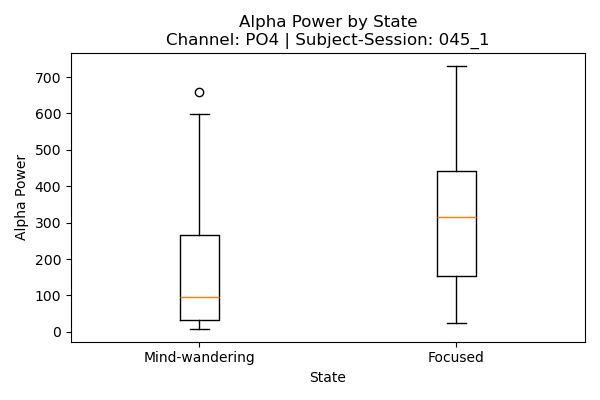 Alpha Power by State
Channel: PO4 | Subject-Session: 045_1
700
600
500
400
300
200
100
0
Alpha Power
Mind-wandering
Focused
State